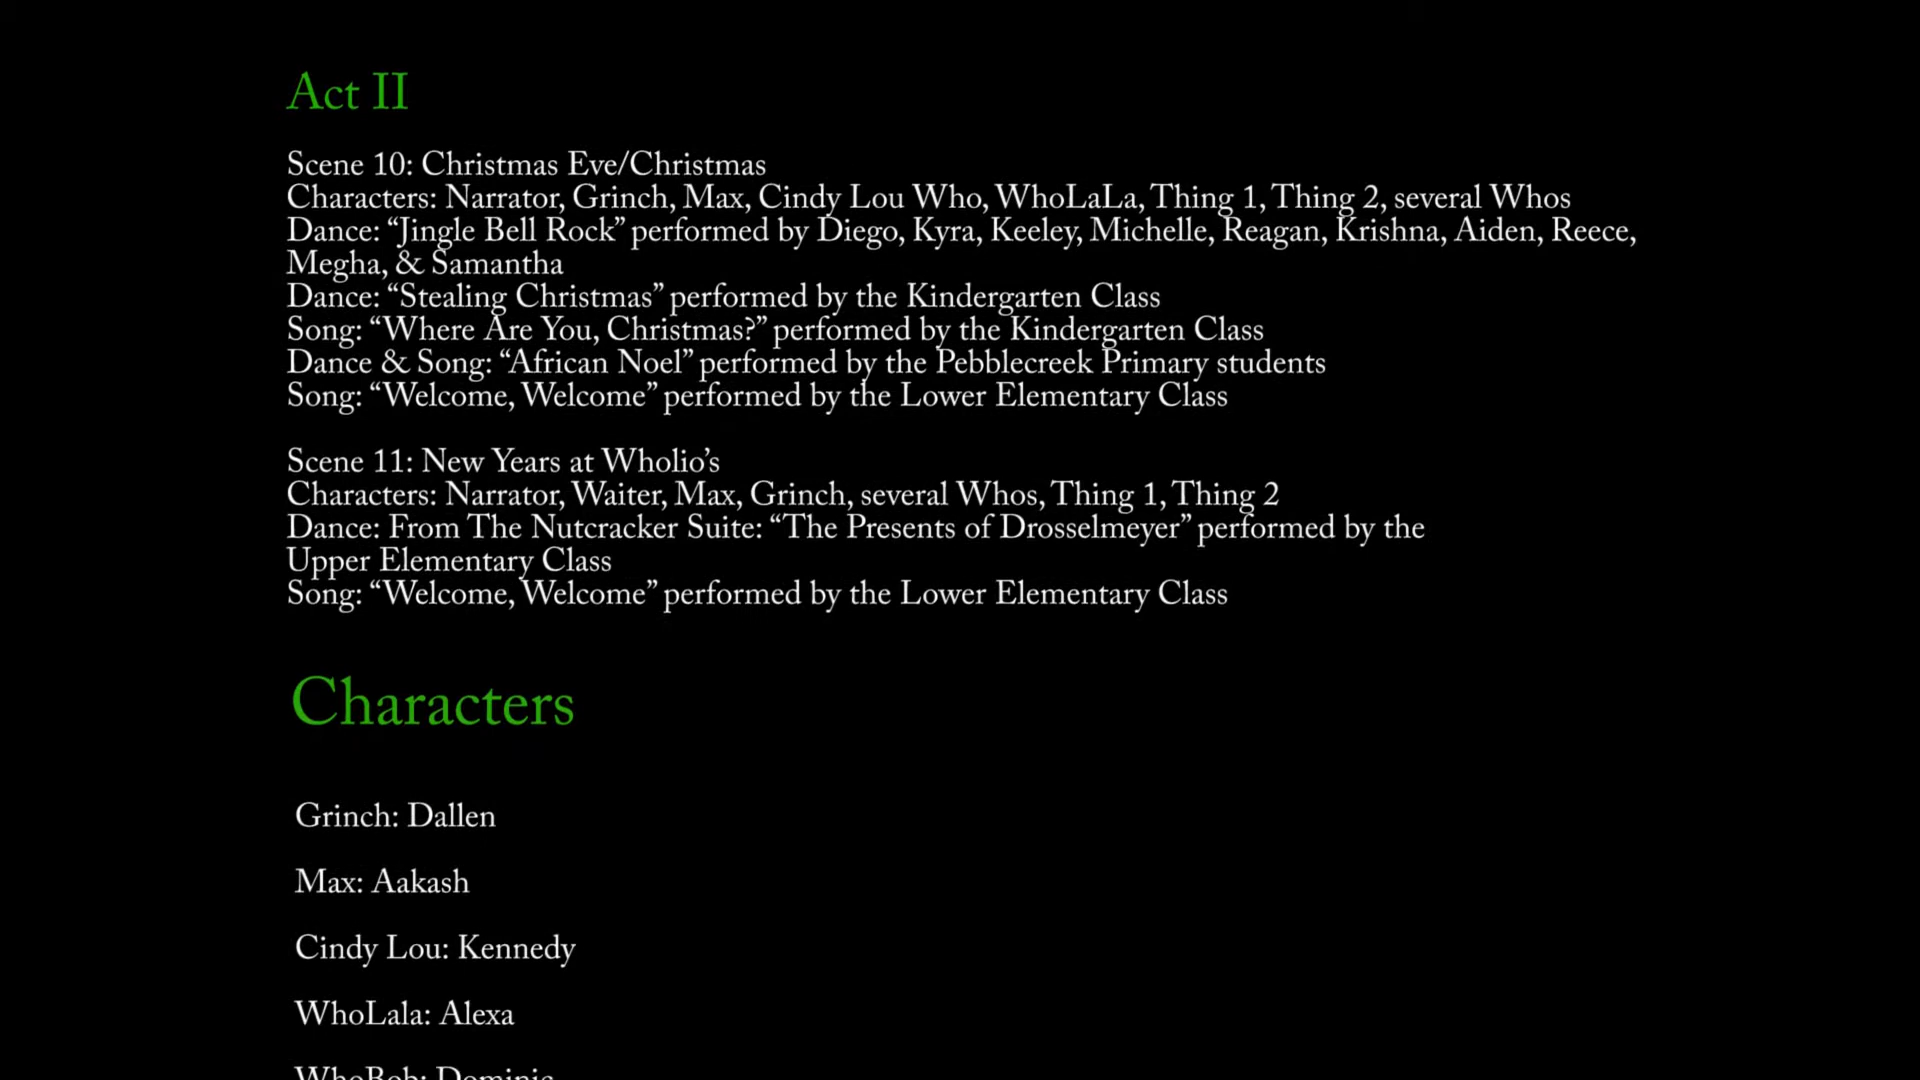 Act II
Scene 10: Christmas Eve/Christmas
Characters: Narrator, Grinch, Max, Cindy Lou Who, WhoLaLa, Thing 1, Thing 2, several Whos
Dance: “Jingle Bell Rock” performed by Diego, Kyra, Keeley, Michelle, Reagan, Krishna, Aiden, Reece,
Megha, & Samantha
Dance: “Stealing Christmas” performed by the Kindergarten Class
Song: “Where Are You, Christmas?” performed by the Kindergarten Class
Dance & Song: “African Noel” performed by the Pebblecreek Primary students
Song: “Welcome, Welcome” performed by the Lower Elementary Class
Scene 11: New Years at Wholio’s
Characters: Narrator, Waiter, Max, Grinch, several Whos, Thing 1, Thing 2
Dance: From The Nutcracker Suite: “The Presents of Drosselmeyer” performed by the
Upper Elementary Class
Song: “Welcome, Welcome” performed by the Lower Elementary Class
Characters
Grinch: Dallen
Max: Aakash
Cindy Lou: Kennedy
WhoLala: Alexa
WhoBob: